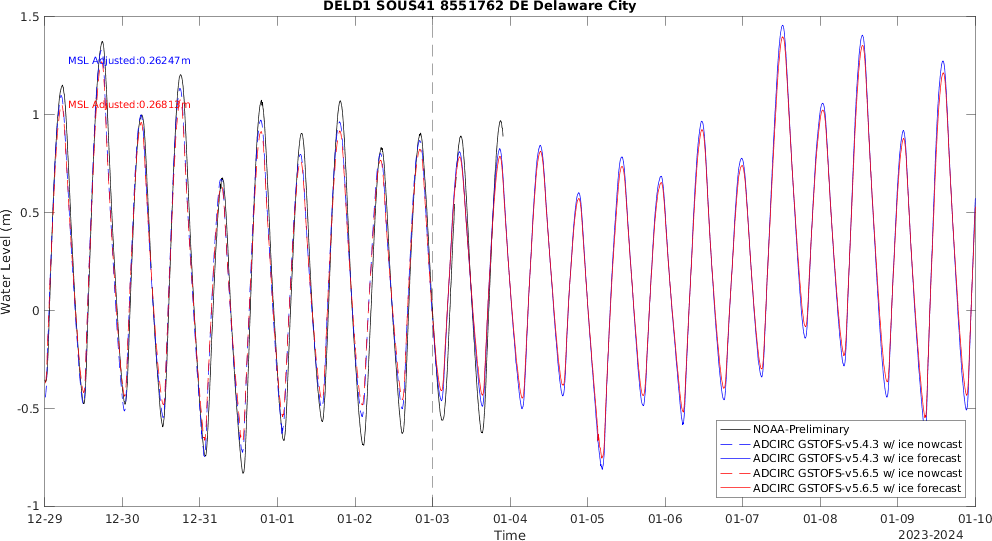 DELD1 SOUS41 8551762 DE Delaware City
1.5
MSL Adjusted:0.26247m
MSL Adjusted:0.26813m
1
0.5
0
-0.5
-1
Water Level (m)
NOAA-Preliminary
ADCIRC GSTOFS-v5.4.3 w/ ice nowcast
ADCIRC GSTOFS-v5.4.3 w/ ice forecast
ADCIRC GSTOFS-v5.6.5 w/ ice nowcast
ADCIRC GSTOFS-v5.6.5 w/ ice forecast
12-29 12-30 12-31 01-01 01-02 01-03 01-04 01-05 01-06 01-07 01-08 01-09 01-10
Time
2023-2024